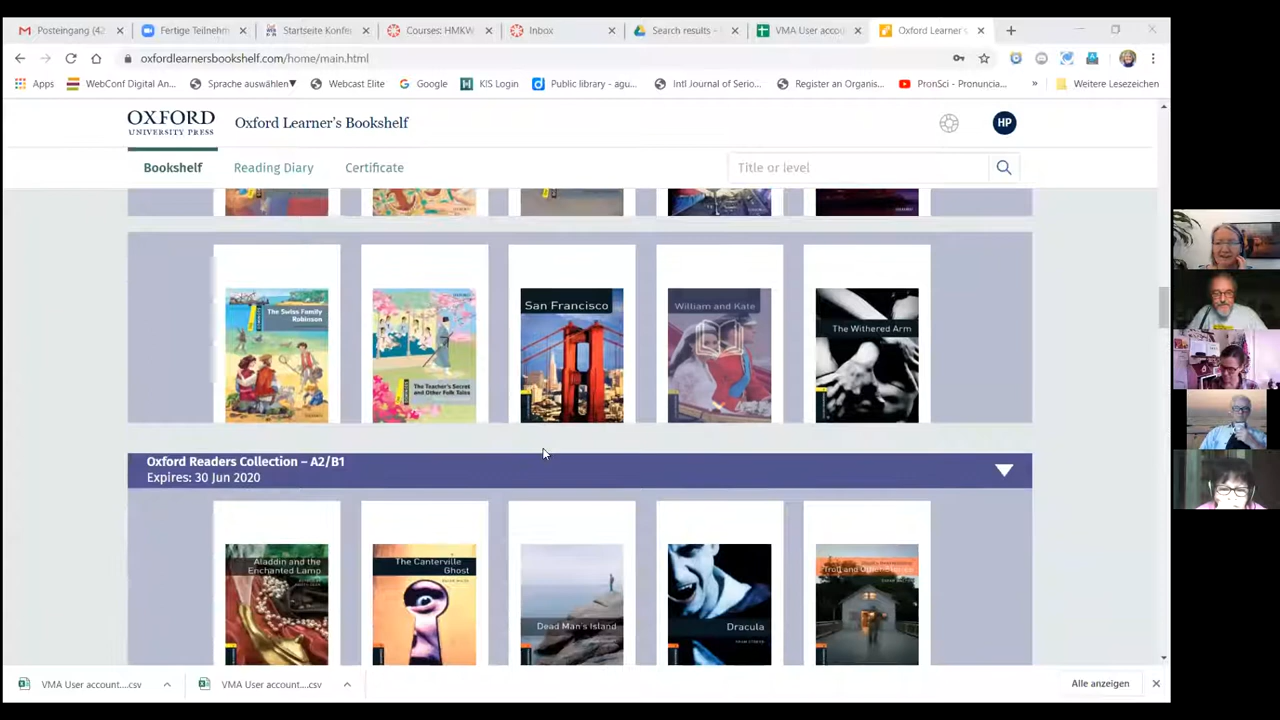 Posteingang (42
Fertige Teilnehm
Startseite Konfer
Courses: HMKW
Inbox
Search results -
VMA User acco
Oxford Learner's
oxfordlearnersbookshelf.com/home/main.html
Apps
WebConf Digital An...
Sprache auswählen▼
Webcast Elite
Google
KIS Login
Public library - agu...
Intl Journal of Serio...
Register an Organis...
PronSci - Pronuncia...
»
Weitere Lesezeichen
OXFORD
UNIVERSITY PRESS
Oxford Learner's Bookshelf
HP
Bookshelf
Reading Diary
Certificate
Title or level
The Swiss Family
Robinson
The Teacher's Secret
and Other Folk Tales
San Francisco
William and Kate
The Withered Arm
Oxford Readers Collection – A2/B1
Expires: 30 Jun 2020
Aladdin and the
Enchanted Lamp
The Canterville
Ghost
Dead Man's Island
Dracula
VMA User account....csv
VMA User account....csv
Alle anzeigen